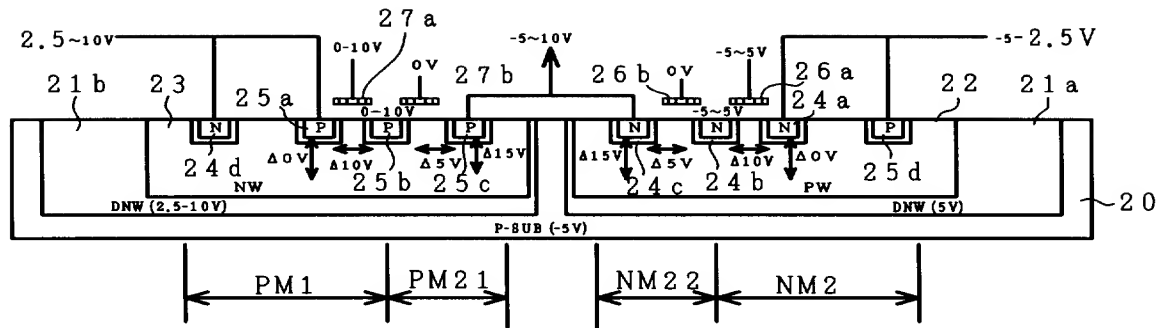 27a
2.5~10V
-5~10V
-5-2.5V
0-10V
0V
27b
26b
0V
-5~5V
26a
21b
23
25a
24a
22
21a
0-10V
-5~5V
N
P
P
P
N
N
N
P
Δ0V
Δ10V
Δ5V
Δ15V
Δ15V
Δ5V
Δ10V
Δ0V
24d
25b
25c
24c
24b
25d
NW
PW
20
DNW (2.5-10V)
DNW (5V)
P-SUB (-5V)
PM1
PM21
NM22
NM2